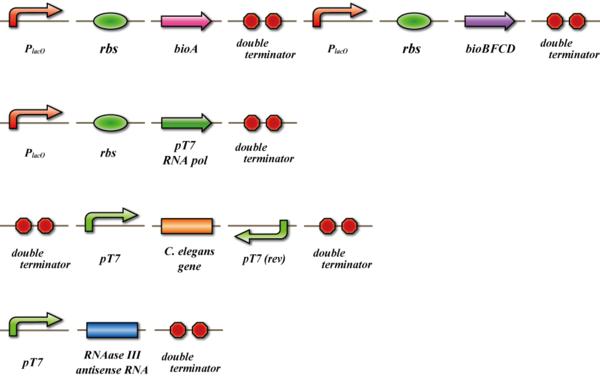 PlacO rbs bioA double terminator PlacO rbs bioBFCD double terminator
PlacO rbs pT7 RNA pol double terminator
double terminator pT7 C. elegans gene pT7 (rev) double terminator
pT7 RNAase III antisense RNA double terminator